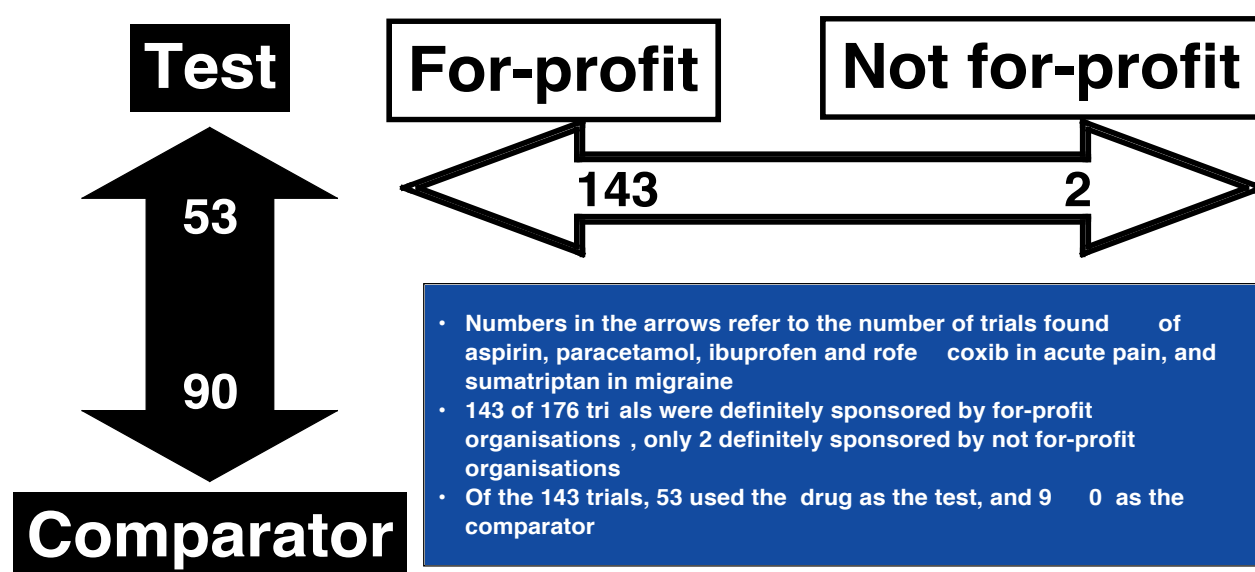 Test
For-profit
Not for-profit
53
143
2
90
Comparator
• Numbers in the arrows refer to the number of trials found of
aspirin, paracetamol, ibuprofen and rofe coxib in acute pain, and
sumatriptan in migraine
• 143 of 176 tri als were definitely sponsored by for-profit
organisations , only 2 definitely sponsored by not for-profit
organisations
• Of the 143 trials, 53 used the drug as the test, and 9 0 as the
comparator